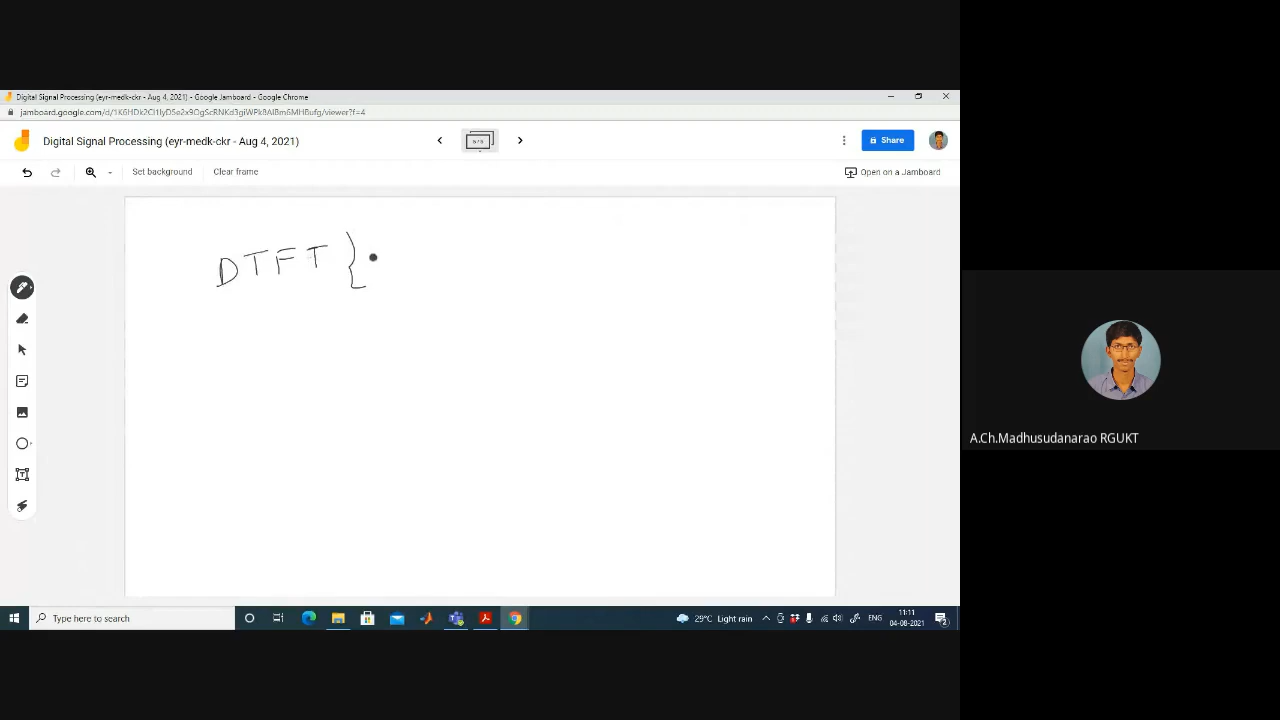 Digital Signal Processing (eyr-medk-ckr - Aug 4, 2021) - Google Jamboard - Google Chrome
Digital Signal Processing (eyr-medk-ckr - Aug 4, 2021)
Share
Set background
Clear frame
Open on a Jamboard
DTFT {
A.Ch.Madhusudanarao RGUKT
Type here to search
29°C Light rain
ENG
11:11
04-08-2021
2